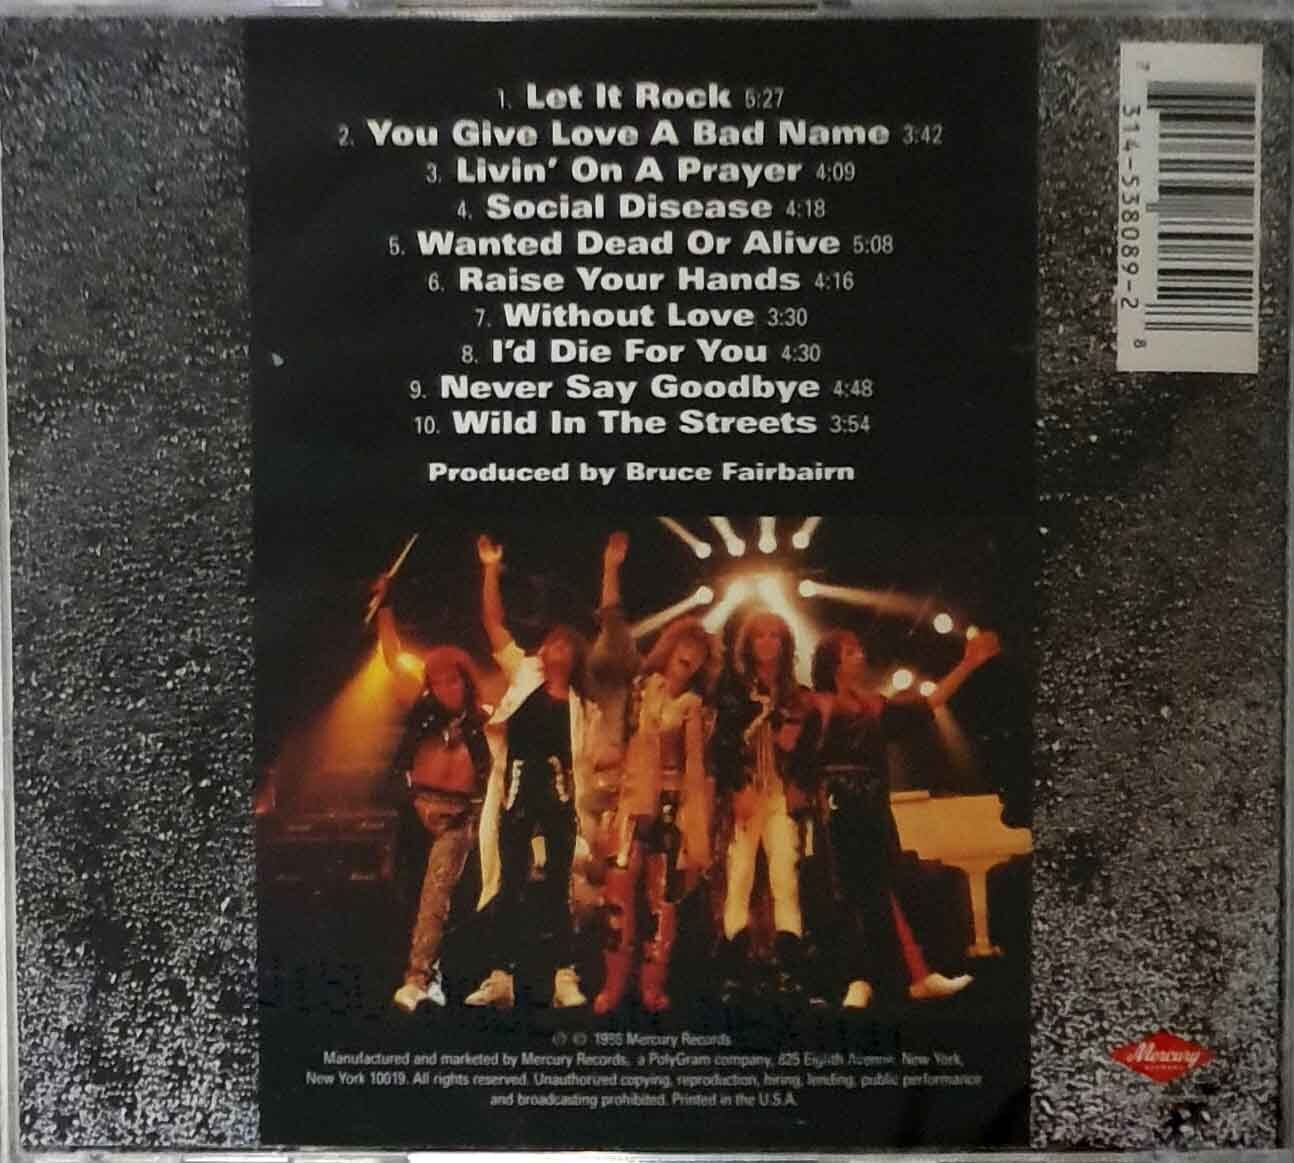 1. Let It Rock 5:27
2. You Give Love A Bad Name 3:42
3. Livin' On A Prayer 4:09
4. Social Disease 4:18
5. Wanted Dead Or Alive 5:08
6. Raise Your Hands 4:16
7. Without Love 3:30
8. I'd Die For You 4:30
9. Never Say Goodbye 4:48
10. Wild In The Streets 3:54
Produced by Bruce Fairbairn
7 314-538089-2 8
Ⓟ © Mercury Records
Manufactured and marketed by Mercury Records, a PolyGram company, 825 Eighth Avenue, New York,
New York 10019. All rights reserved. Unauthorized copying, reproduction, hiring, lending, public performance
and broadcasting prohibited. Printed in the U.S.A.
Mercury
RECORDS